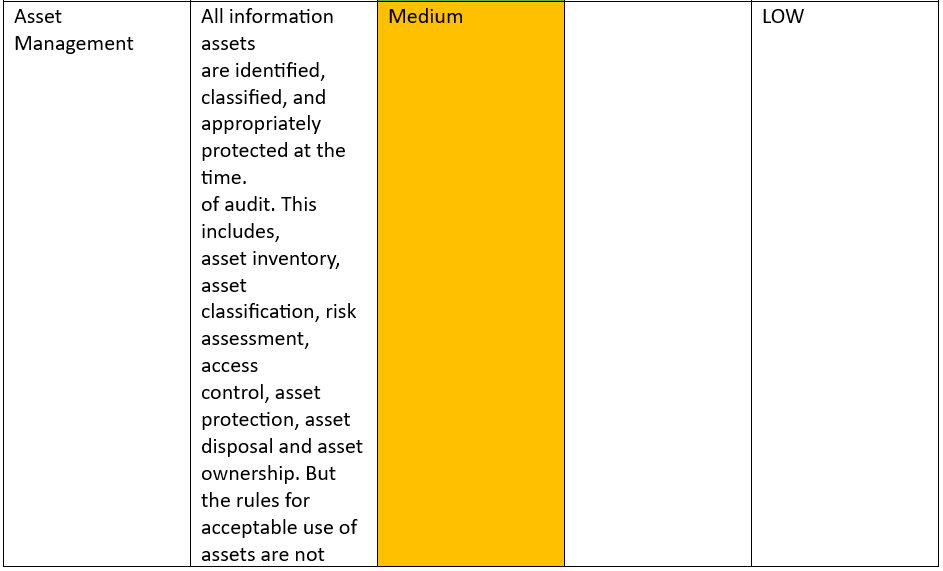 Asset
Management
All information
assets
are identified,
classified, and
appropriately
protected at the
time.
of audit. This
includes,
asset inventory,
asset
classification, risk
assessment,
access
control, asset
protection, asset
disposal and asset
ownership. But
the rules for
acceptable use of
assets are not
Medium
LOW